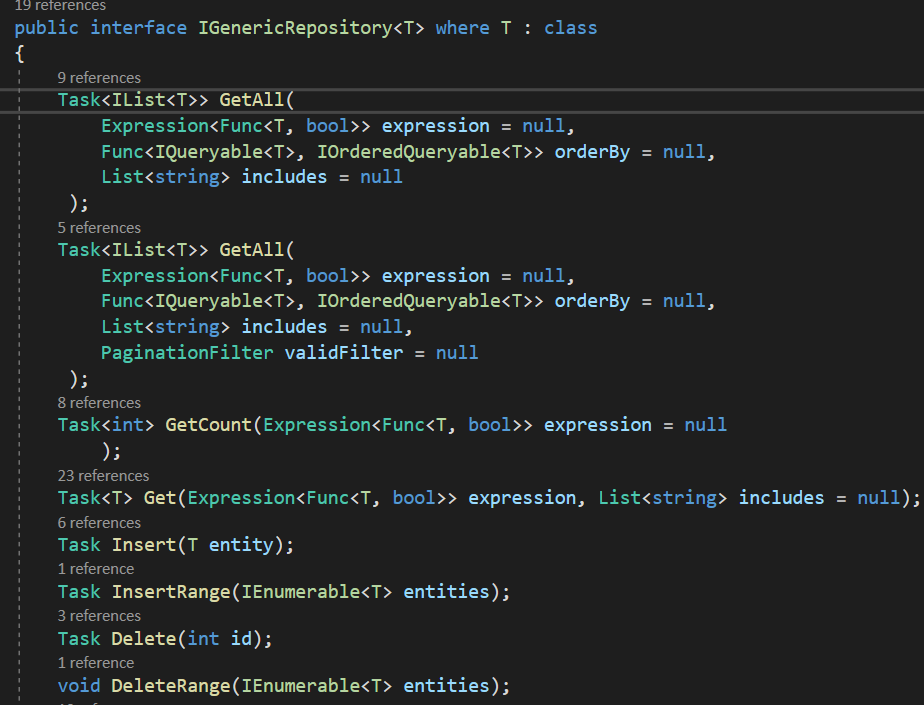 19 references
public interface IGenericRepository<T> where T : class
{
9 references
Task<IList<T>> GetAll(
Expression<Func<T, bool>> expression = null,
Func<IQueryable<T>, IOrderedQueryable<T>> orderBy = null,
List<string> includes = null
);
5 references
Task<IList<T>> GetAll(
Expression<Func<T, bool>> expression = null,
Func<IQueryable<T>, IOrderedQueryable<T>> orderBy = null,
List<string> includes = null,
PaginationFilter validFilter = null
);
8 references
Task<int> GetCount(Expression<Func<T, bool>> expression = null
);
23 references
Task<T> Get(Expression<Func<T, bool>> expression, List<string> includes = null);
6 references
Task Insert(T entity);
1 reference
Task InsertRange(IEnumerable<T> entities);
3 references
Task Delete(int id);
1 reference
void DeleteRange(IEnumerable<T> entities);